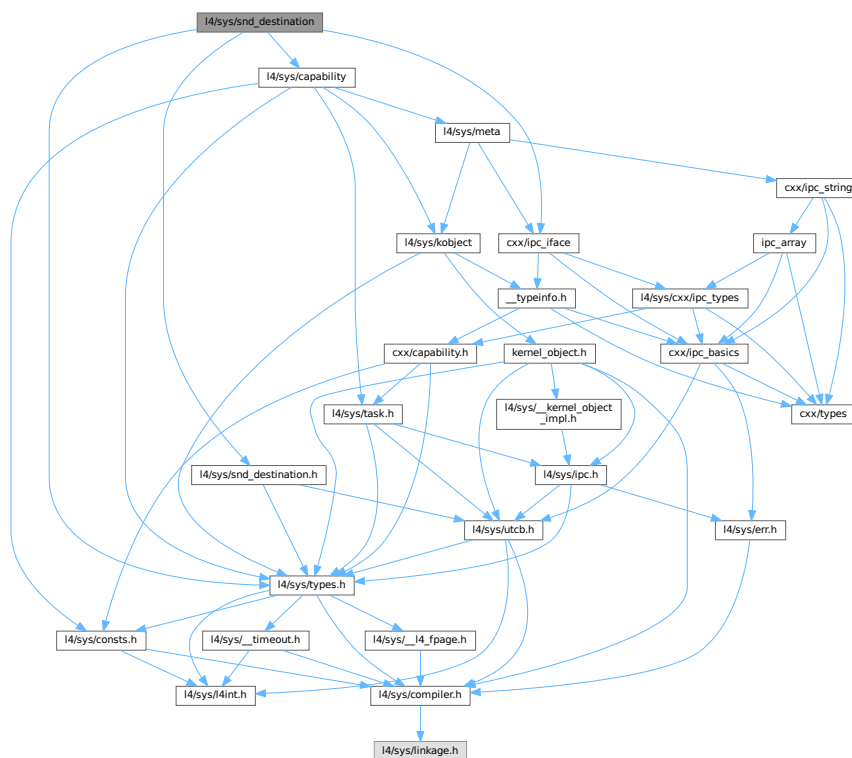 l4/sys/snd_destination
l4/sys/capability
l4/sys/meta
cxx/ipc_string
l4/sys/kobject
cxx/ipc_iface
ipc_array
__typeinfo.h
l4/sys/cxx/ipc_types
cxx/capability.h
kernel_object.h
cxx/ipc_basics
l4/sys/task.h
l4/sys/__kernel_object
_impl.h
cxx/types
l4/sys/snd_destination.h
l4/sys/ipc.h
l4/sys/utcb.h
l4/sys/err.h
l4/sys/types.h
l4/sys/consts.h
l4/sys/__timeout.h
l4/sys/__l4_fpage.h
l4/sys/l4int.h
l4/sys/compiler.h
l4/sys/linkage.h